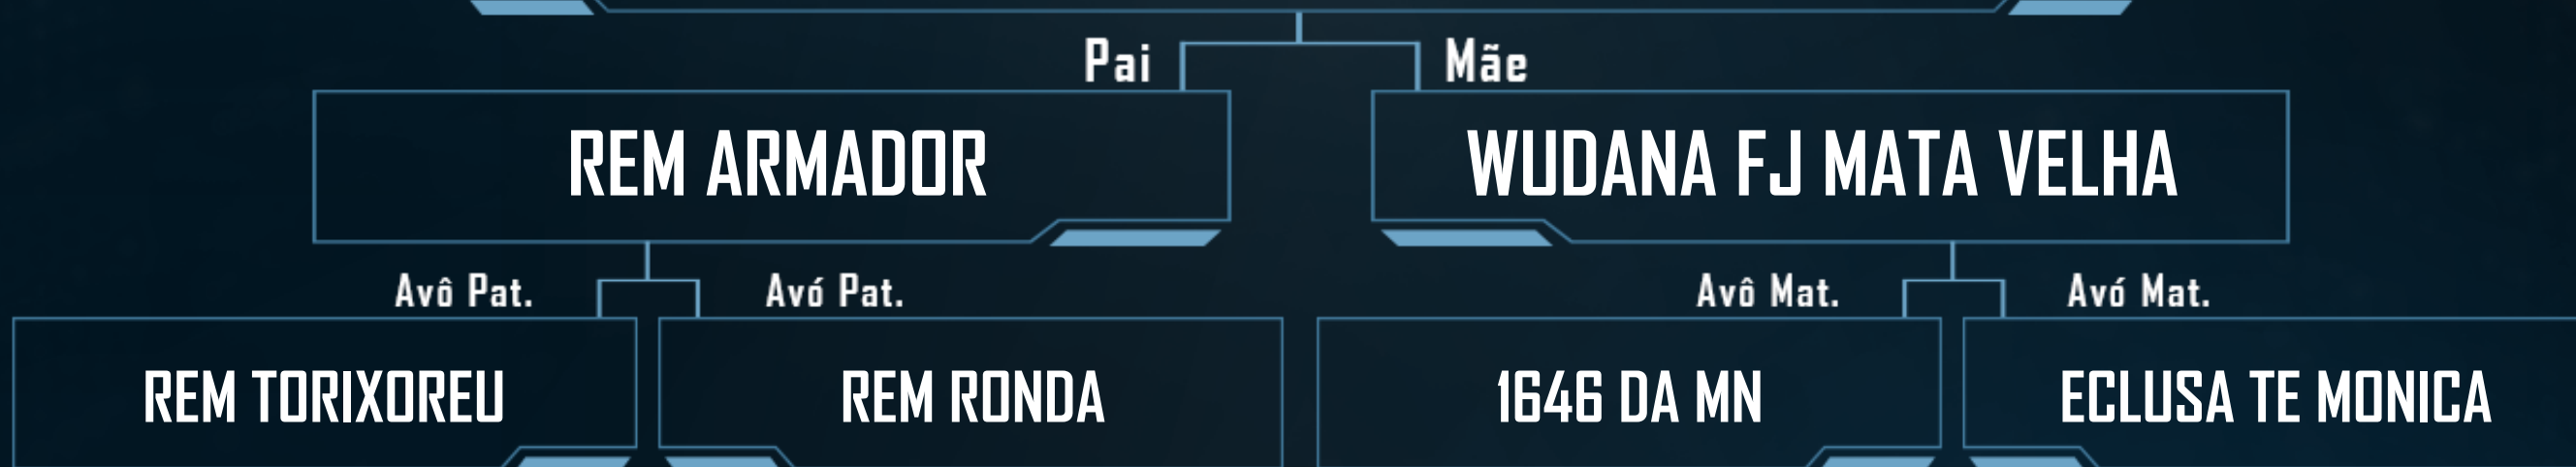 Pai Mãe
REM ARMADOR WUDANA FJ MATA VELHA
Avô Pat. Avó Pat. Avô Mat. Avó Mat.
REM TORIXOREU REM RONDA 1646 DA MN ECLUSA TE MONICA